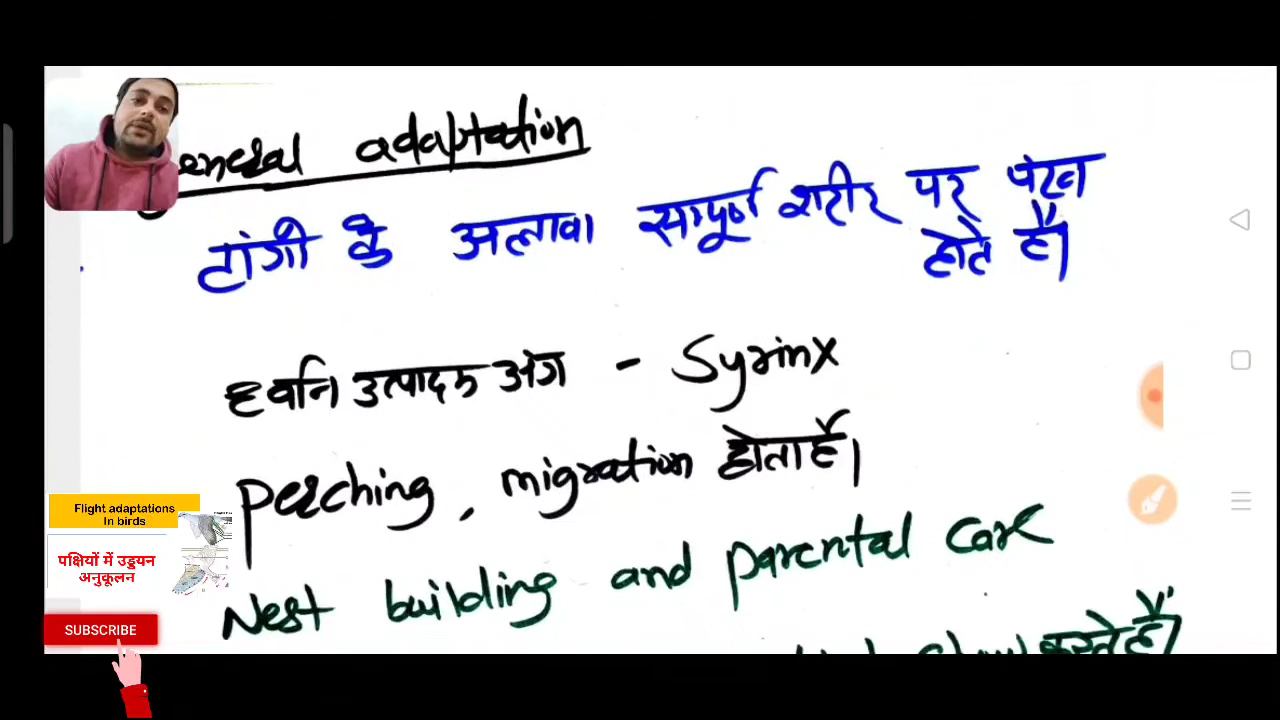 General adaptation
टांगी के अलावा सम्पूर्ण शरीर पर पंख
होते हैं।
ध्वनि उत्पादक अंग - Syrinx
Perching, migration होता है।
Nest building and parental care
करते हैं।
Flight adaptations
In birds
पक्षियों में उड्डयन
अनुकूलन
SUBSCRIBE